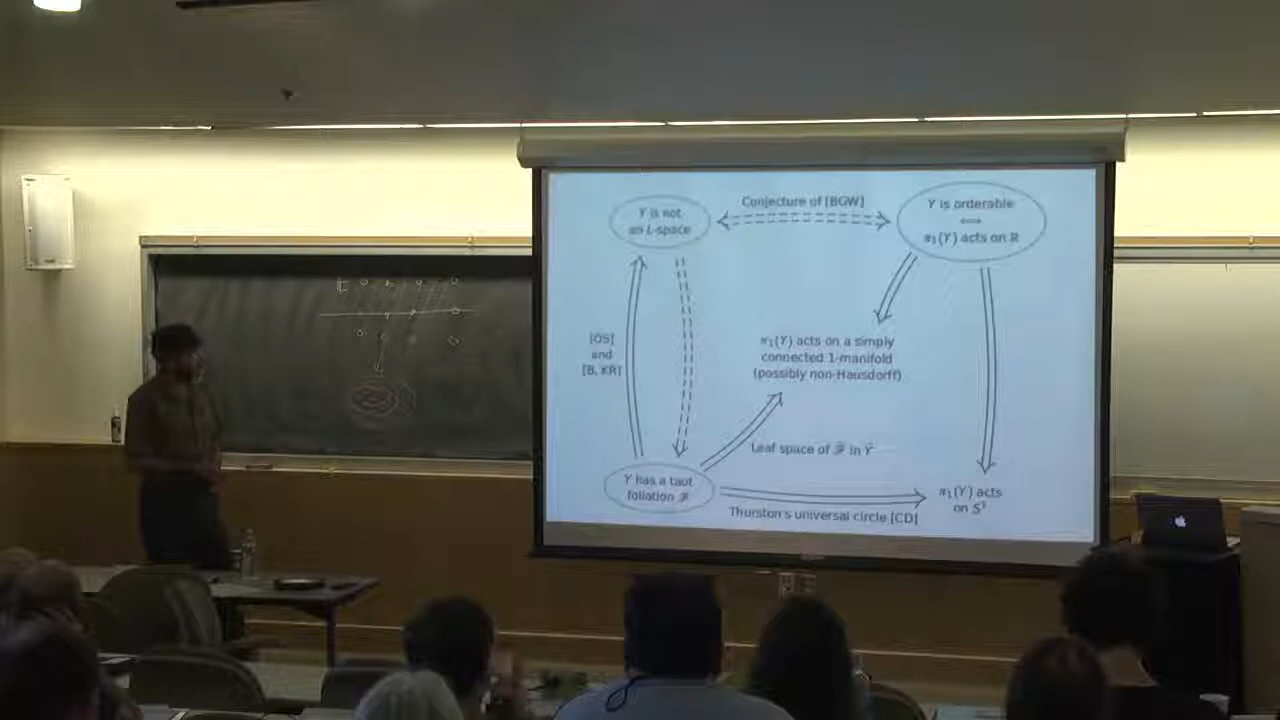 Y is not
an L-space
Conjecture of [BGW]
Y is orderable
⟺
π₁(Y) acts on ℝ
[OS]
and
[B, KR]
π₁(Y) acts on a simply
connected 1-manifold
(possibly non-Hausdorff)
Leaf space of ℱ̃ in Ỹ
Y has a taut
foliation ℱ
Thurston's universal circle [CD]
π₁(Y) acts
on S¹